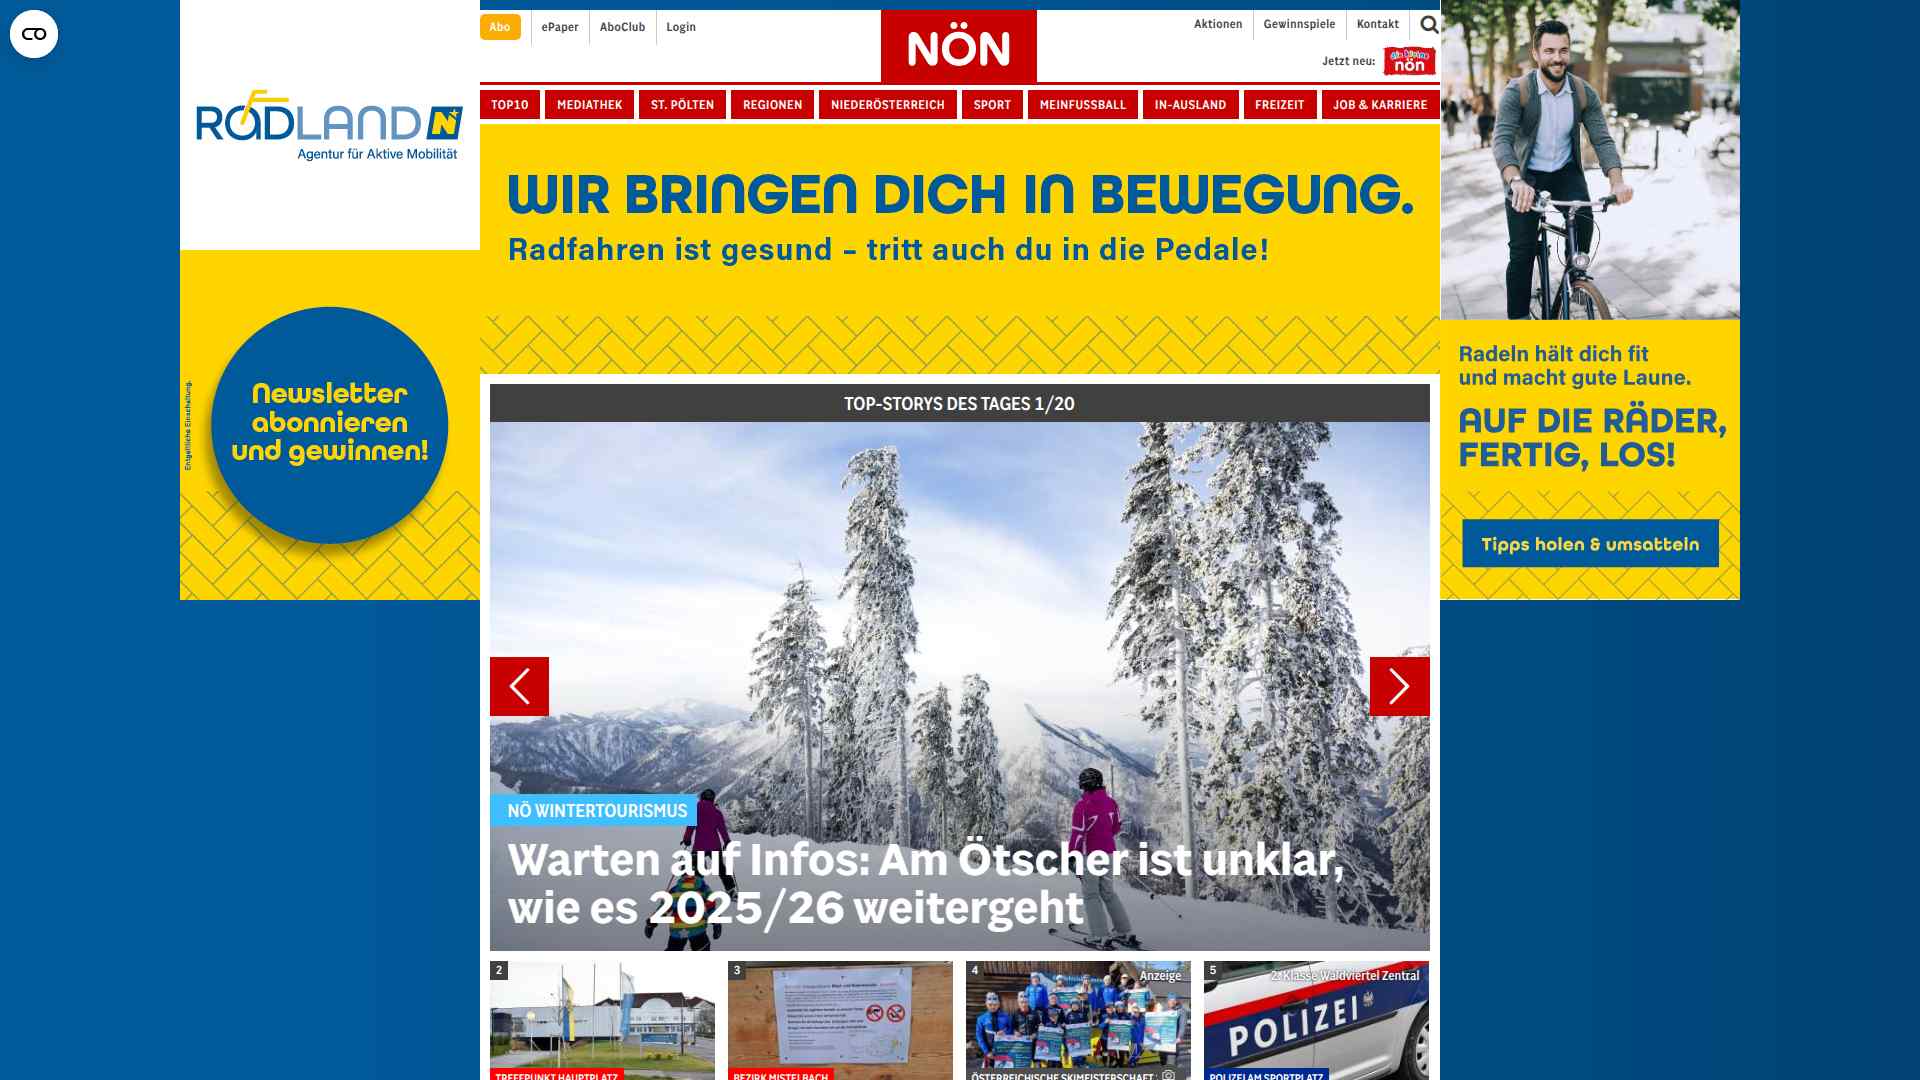 Abo
ePaper
AboClub
Login
NÖN
Aktionen
Gewinnspiele
Kontakt
Jetzt neu:
die kleine
nön
TOP10
MEDIATHEK
ST. PÖLTEN
REGIONEN
NIEDERÖSTERREICH
SPORT
MEINFUSSBALL
IN-AUSLAND
FREIZEIT
JOB & KARRIERE
RADLAND N
Agentur für Aktive Mobilität
WIR BRINGEN DICH IN BEWEGUNG.
Radfahren ist gesund – tritt auch du in die Pedale!
Newsletter
abonnieren
und gewinnen!
Entgeltliche Einschaltung.
Radeln hält dich fit
und macht gute Laune.
AUF DIE RÄDER,
FERTIG, LOS!
Tipps holen & umsatteln
TOP-STORYS DES TAGES 1/20
NÖ WINTERTOURISMUS
Warten auf Infos: Am Ötscher ist unklar,
wie es 2025/26 weitergeht
2
TREFFPUNKT HAUPTPLATZ
3
BEZIRK MISTELBACH
4
Anzeige
ÖSTERREICHISCHE SKIMEISTERSCHAFT
5
2. Klasse Waldviertel Zentral
POLIZEI
POLIZEI AM SPORTPLATZ